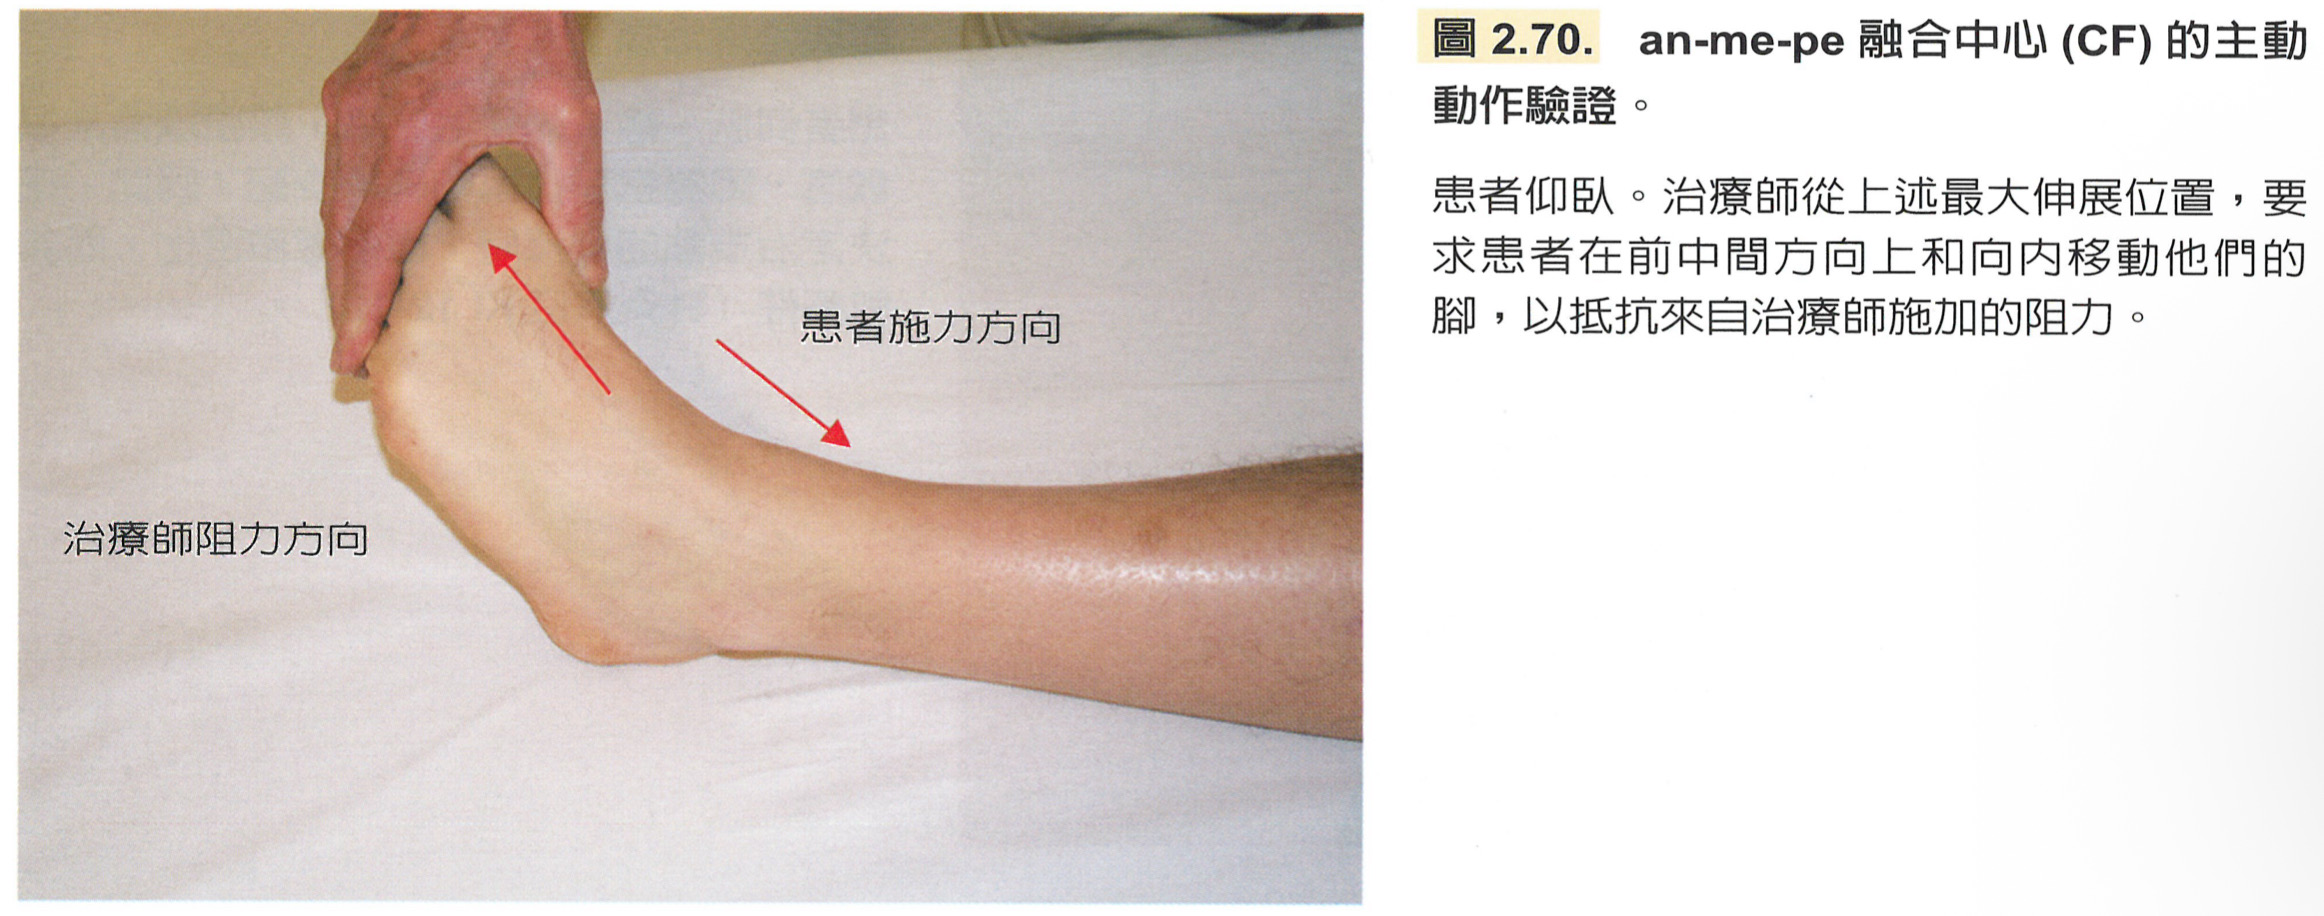 圖 2.70. an-me-pe 融合中心 (CF) 的主動
動作驗證。
患者仰臥。治療師從上述最大伸展位置，要
求患者在前中間方向上和向内移動他們的
腳，以抵抗來自治療師施加的阻力。
患者施力方向
治療師阻力方向